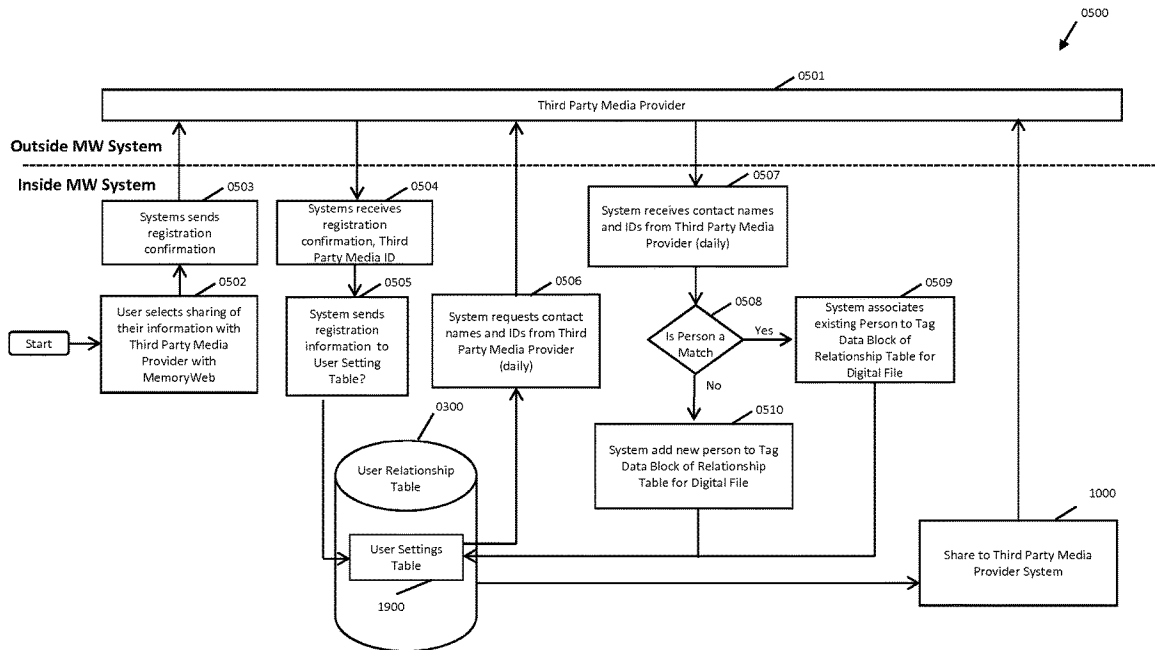 0500
0501
Third Party Media Provider
Outside MW System
Inside MW System
0503
Systems sends
registration
confirmation
0504
Systems receives
registration
confirmation, Third
Party Media ID
0507
System receives contact names
and IDs from Third Party Media
Provider (daily)
0502
User selects sharing of
their information with
Third Party Media
Provider with
MemoryWeb
Start
0505
System sends
registration
information to
User Setting
Table?
0506
System requests contact
names and IDs from Third
Party Media Provider
(daily)
0508
Is Person a
Match
Yes
No
0509
System associates
existing Person to Tag
Data Block of
Relationship Table for
Digital File
0510
System add new person to Tag
Data Block of Relationship
Table for Digital File
0300
User Relationship
Table
User Settings
Table
1900
1000
Share to Third Party Media
Provider System